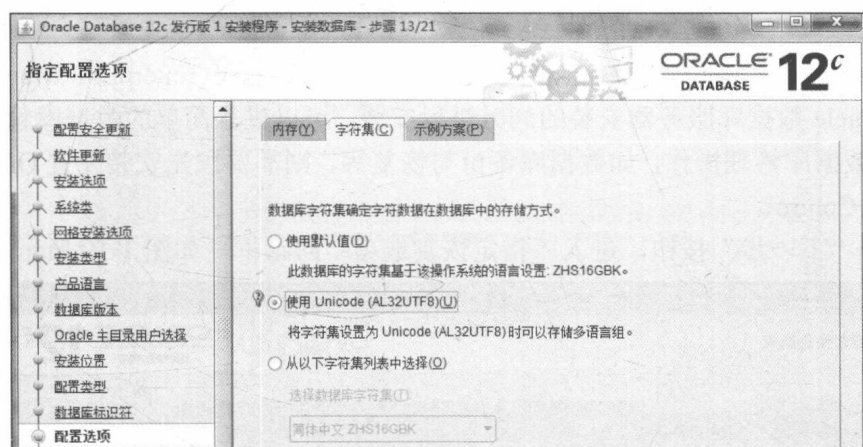 Oracle Database 12c 发行版 1 安装程序 - 安装数据库 - 步骤 13/21
指定配置选项
ORACLE
DATABASE
12c
配置安全更新
软件更新
安装选项
系统类
网格安装选项
安装类型
产品语言
数据库版本
Oracle 主目录用户选择
安装位置
配置类型
数据库标识符
配置选项
内存(Y) 字符集(C) 示例方案(P)
数据库字符集确定字符数据在数据库中的存储方式。
使用默认值(D)
此数据库的字符集基于该操作系统的语言设置: ZHS16GBK。
使用 Unicode (AL32UTF8)(U)
将字符集设置为 Unicode (AL32UTF8) 时可以存储多语言组。
从以下字符集列表中选择(O)
选择数据库字符集(T):
简体中文 ZHS16GBK